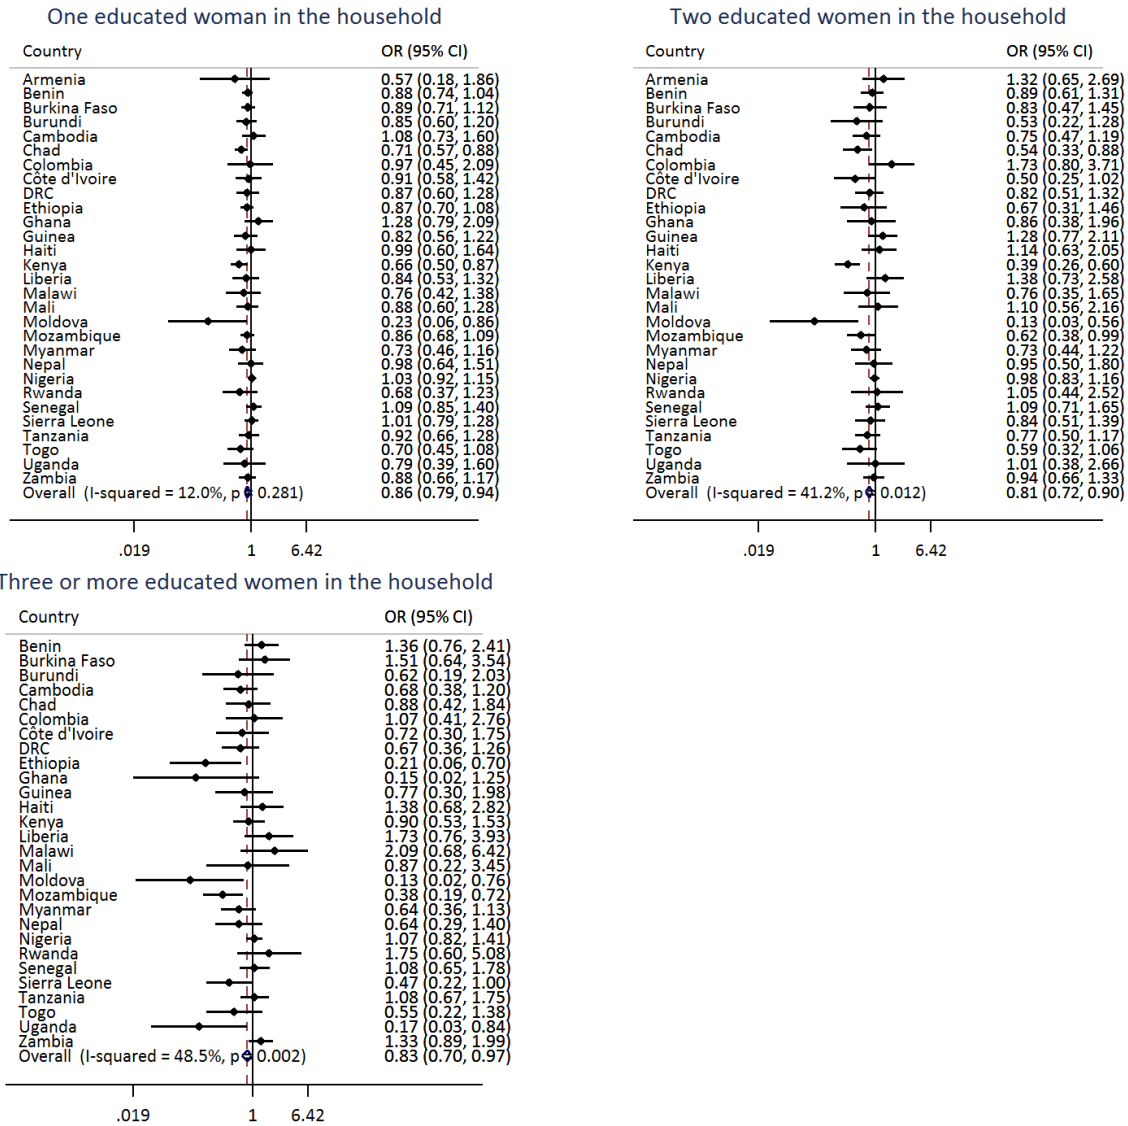 One educated woman in the household
Country OR (95% CI)
Armenia 0.57 (0.18, 1.86)
Benin 0.88 (0.74, 1.04)
Burkina Faso 0.89 (0.71, 1.12)
Burundi 0.85 (0.60, 1.20)
Cambodia 1.08 (0.73, 1.60)
Chad 0.71 (0.57, 0.88)
Colombia 0.97 (0.45, 2.09)
Côte d'Ivoire 0.91 (0.58, 1.42)
DRC 0.87 (0.60, 1.28)
Ethiopia 0.87 (0.70, 1.08)
Ghana 1.28 (0.79, 2.09)
Guinea 0.82 (0.56, 1.22)
Haiti 0.99 (0.60, 1.64)
Kenya 0.66 (0.50, 0.87)
Liberia 0.84 (0.53, 1.32)
Malawi 0.76 (0.42, 1.38)
Mali 0.88 (0.60, 1.28)
Moldova 0.23 (0.06, 0.86)
Mozambique 0.86 (0.68, 1.09)
Myanmar 0.73 (0.46, 1.16)
Nepal 0.98 (0.64, 1.51)
Nigeria 1.03 (0.92, 1.15)
Rwanda 0.68 (0.37, 1.23)
Senegal 1.09 (0.85, 1.40)
Sierra Leone 1.01 (0.79, 1.28)
Tanzania 0.92 (0.66, 1.28)
Togo 0.70 (0.45, 1.08)
Uganda 0.79 (0.39, 1.60)
Zambia 0.88 (0.66, 1.17)
Overall (I-squared = 12.0%, p = 0.281) 0.86 (0.79, 0.94)
.019 1 6.42
Two educated women in the household
Country OR (95% CI)
Armenia 1.32 (0.65, 2.69)
Benin 0.89 (0.61, 1.31)
Burkina Faso 0.83 (0.47, 1.45)
Burundi 0.53 (0.22, 1.28)
Cambodia 0.75 (0.47, 1.19)
Chad 0.54 (0.33, 0.88)
Colombia 1.73 (0.80, 3.71)
Côte d'Ivoire 0.50 (0.25, 1.02)
DRC 0.82 (0.51, 1.32)
Ethiopia 0.67 (0.31, 1.46)
Ghana 0.86 (0.38, 1.96)
Guinea 1.28 (0.77, 2.11)
Haiti 1.14 (0.63, 2.05)
Kenya 0.39 (0.26, 0.60)
Liberia 1.38 (0.73, 2.58)
Malawi 0.76 (0.35, 1.65)
Mali 1.10 (0.56, 2.16)
Moldova 0.13 (0.03, 0.56)
Mozambique 0.62 (0.38, 0.99)
Myanmar 0.73 (0.44, 1.22)
Nepal 0.95 (0.50, 1.80)
Nigeria 0.98 (0.83, 1.16)
Rwanda 1.05 (0.44, 2.52)
Senegal 1.09 (0.71, 1.65)
Sierra Leone 0.84 (0.51, 1.39)
Tanzania 0.77 (0.50, 1.17)
Togo 0.59 (0.32, 1.06)
Uganda 1.01 (0.38, 2.66)
Zambia 0.94 (0.66, 1.33)
Overall (I-squared = 41.2%, p = 0.012) 0.81 (0.72, 0.90)
.019 1 6.42
Three or more educated women in the household
Country OR (95% CI)
Benin 1.36 (0.76, 2.41)
Burkina Faso 1.51 (0.64, 3.54)
Burundi 0.62 (0.19, 2.03)
Cambodia 0.68 (0.38, 1.20)
Chad 0.88 (0.42, 1.84)
Colombia 1.07 (0.41, 2.76)
Côte d'Ivoire 0.72 (0.30, 1.75)
DRC 0.67 (0.36, 1.26)
Ethiopia 0.21 (0.06, 0.70)
Ghana 0.15 (0.02, 1.25)
Guinea 0.77 (0.30, 1.98)
Haiti 1.38 (0.68, 2.82)
Kenya 0.90 (0.53, 1.53)
Liberia 1.73 (0.76, 3.93)
Malawi 2.09 (0.68, 6.42)
Mali 0.87 (0.22, 3.45)
Moldova 0.13 (0.02, 0.76)
Mozambique 0.38 (0.19, 0.72)
Myanmar 0.64 (0.36, 1.13)
Nepal 0.64 (0.29, 1.40)
Nigeria 1.07 (0.82, 1.41)
Rwanda 1.75 (0.60, 5.08)
Senegal 1.08 (0.65, 1.78)
Sierra Leone 0.47 (0.22, 1.00)
Tanzania 1.08 (0.67, 1.75)
Togo 0.55 (0.22, 1.38)
Uganda 0.17 (0.03, 0.84)
Zambia 1.33 (0.89, 1.99)
Overall (I-squared = 48.5%, p = 0.002) 0.83 (0.70, 0.97)
.019 1 6.42